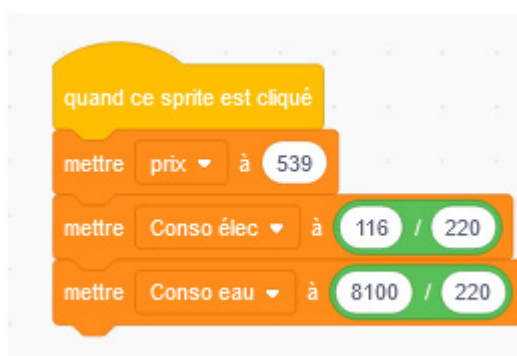 quand ce sprite est cliqué
mettre prix à 539
mettre Conso élec à 116 / 220
mettre Conso eau à 8100 / 220